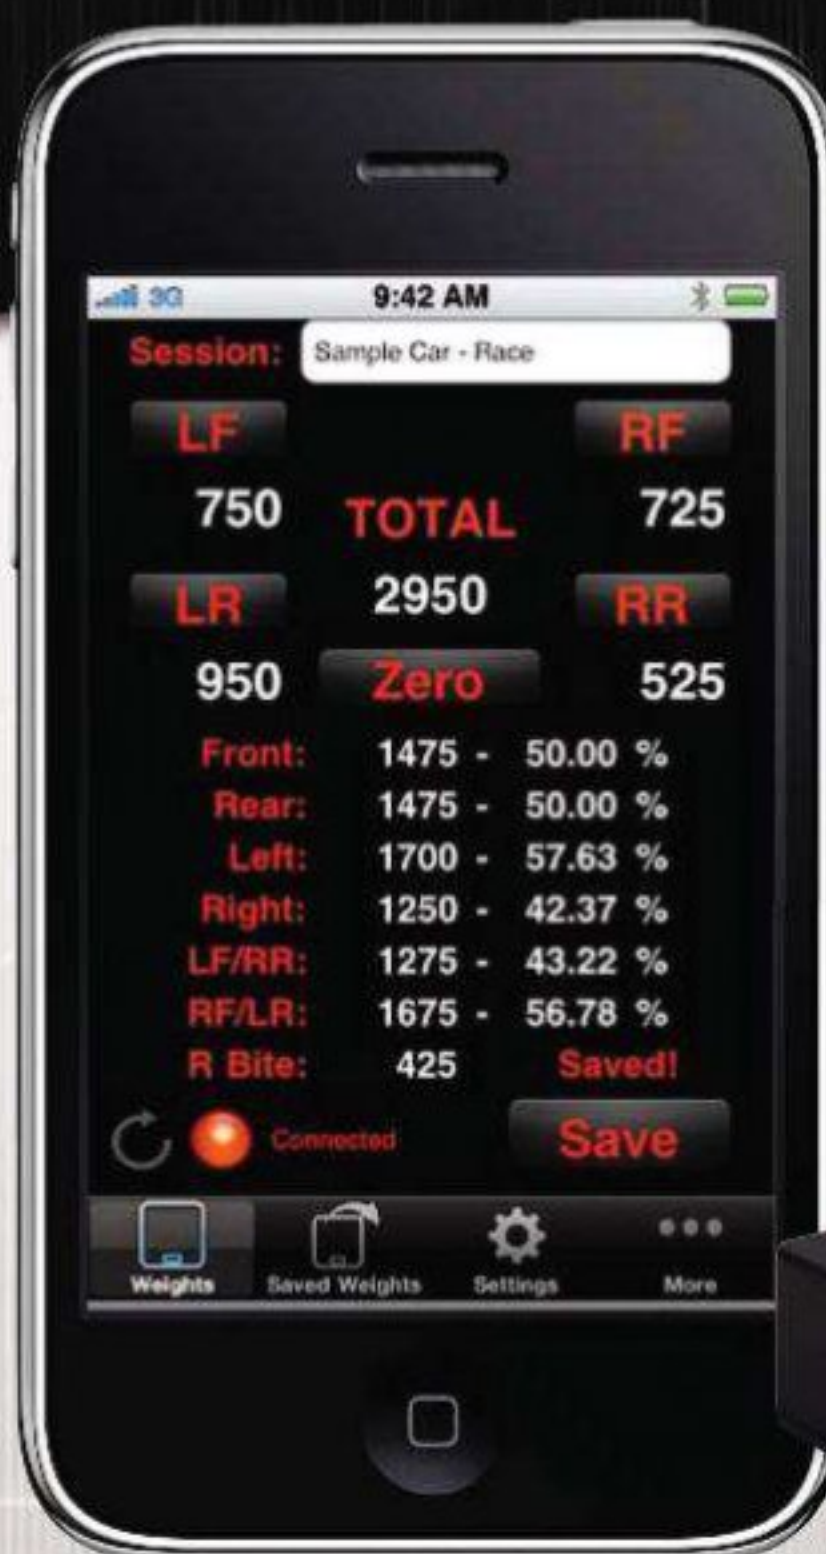 3G 9:42 AM
Session: Sample Car - Race
LF RF
750 TOTAL 725
LR 2950 RR
950 Zero 525
Front: 1475 - 50.00 %
Rear: 1475 - 50.00 %
Left: 1700 - 57.63 %
Right: 1250 - 42.37 %
LF/RR: 1275 - 43.22 %
RF/LR: 1675 - 56.78 %
R Bite: 425 Saved!
Connected Save
Weights Saved Weights Settings More